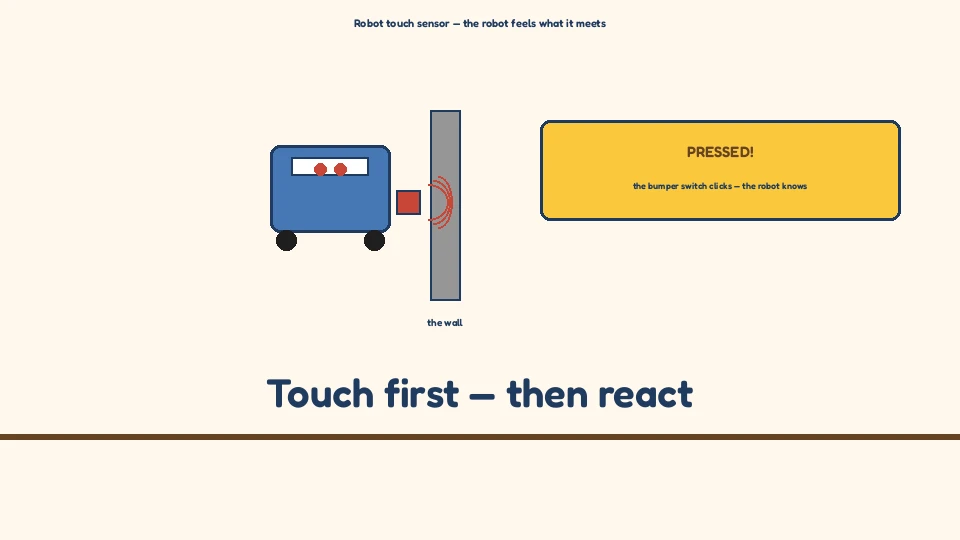 Robot touch sensor — the robot feels what it meets
PRESSED!
the bumper switch clicks — the robot knows
the wall
Touch first — then react